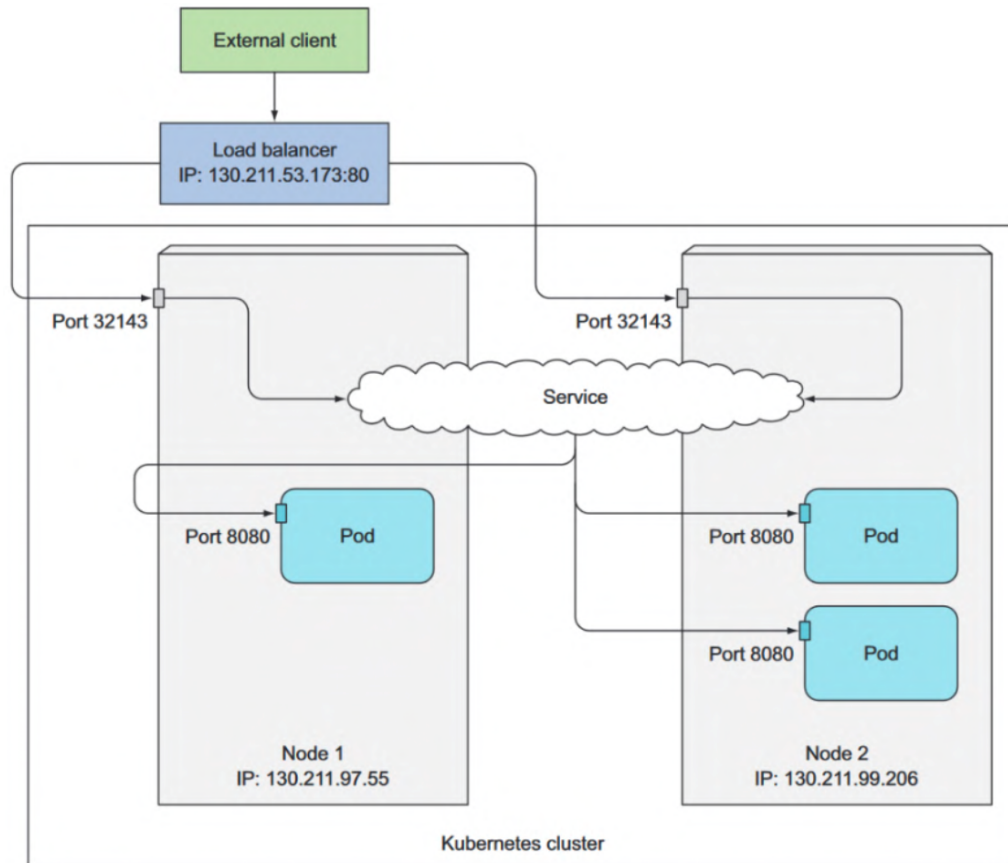 External client
Load balancer
IP: 130.211.53.173:80
Port 32143
Port 32143
Service
Port 8080
Pod
Port 8080
Pod
Port 8080
Pod
Node 1
IP: 130.211.97.55
Node 2
IP: 130.211.99.206
Kubernetes cluster